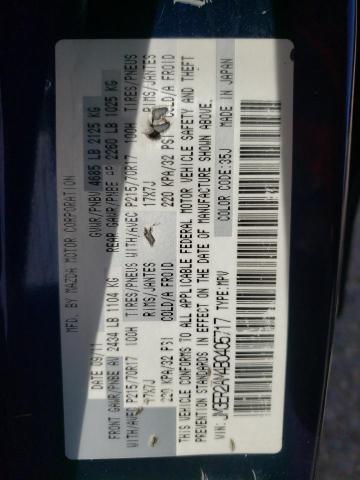 MFD. BY MAZDA MOTOR CORPORATION
DATE: 09/11 GVWR/PNBV 4685 LB 2125 KG
FRONT GAWR/PNBE AV 2434 LB 1104 KG REAR GAWR/PNBE AR 2260 LB 1025 KG
WITH/AVEC P215/70R17 100H TIRES/PNEUS WITH/AVEC P215/70R17 100H TIRES/PNEUS
17X7J RIMS/JANTES 17X7J RIMS/JANTES
220 KPA/32 PSI COLD/A FROID 220 KPA/32 PSI COLD/A FROID
THIS VEHICLE CONFORMS TO ALL APPLICABLE FEDERAL MOTOR VEHICLE SAFETY AND THEFT
PREVENTION STANDARDS IN EFFECT ON THE DATE OF MANUFACTURE SHOWN ABOVE.
VIN: TYPE: MPV COLOR CODE: 35J MADE IN JAPAN